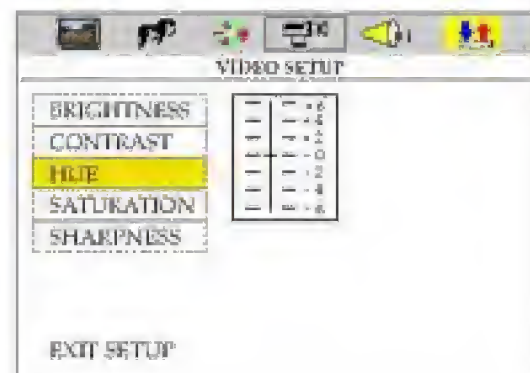 VIDEO SETUP
BRIGHTNESS
CONTRAST
HUE
SATURATION
SHARPNESS
EXIT SETUP